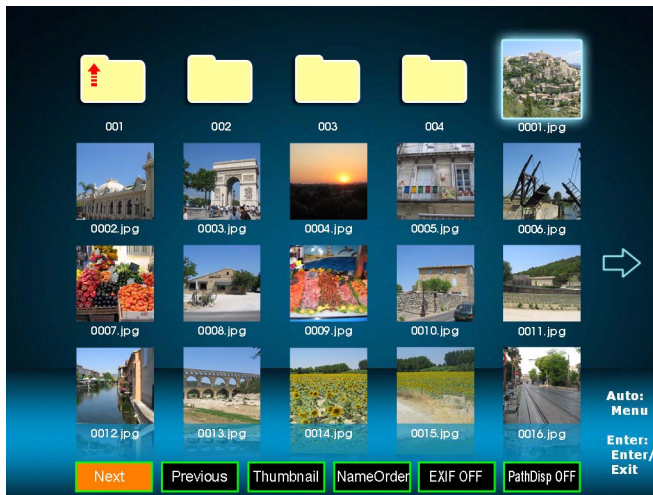 001 002 003 004 0001.jpg
0002.jpg 0003.jpg 0004.jpg 0005.jpg 0006.jpg
0007.jpg 0008.jpg 0009.jpg 0010.jpg 0011.jpg
0012.jpg 0013.jpg 0014.jpg 0015.jpg 0016.jpg
Auto:
Menu
Enter:
Enter/
Exit
Next Previous Thumbnail NameOrder EXIF OFF PathDisp OFF